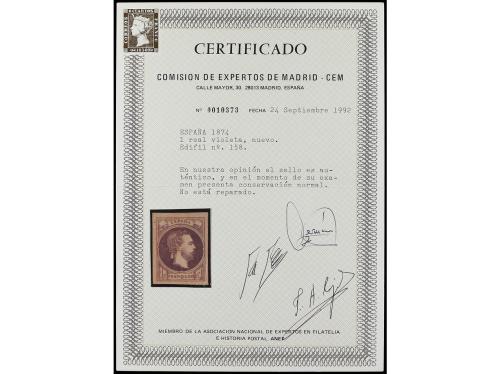 CERTIFICADO
COMISION DE EXPERTOS DE MADRID - CEM
CALLE MAYOR, 30. 28013 MADRID. ESPAÑA
Nº 0010373 FECHA 24 Septiembre 1992
ESPAÑA 1874
1 real violeta, nuevo.
Edifil nº. 158.
En nuestra opinión el sello es au-
téntico, y en el momento de su exa-
men presenta conservación normal.
No está reparado.
ESPAÑA
FRANQUEO
MIEMBRO DE LA ASOCIACION NACIONAL DE EXPERTOS EN FILATELIA
E HISTORIA POSTAL. ANEF